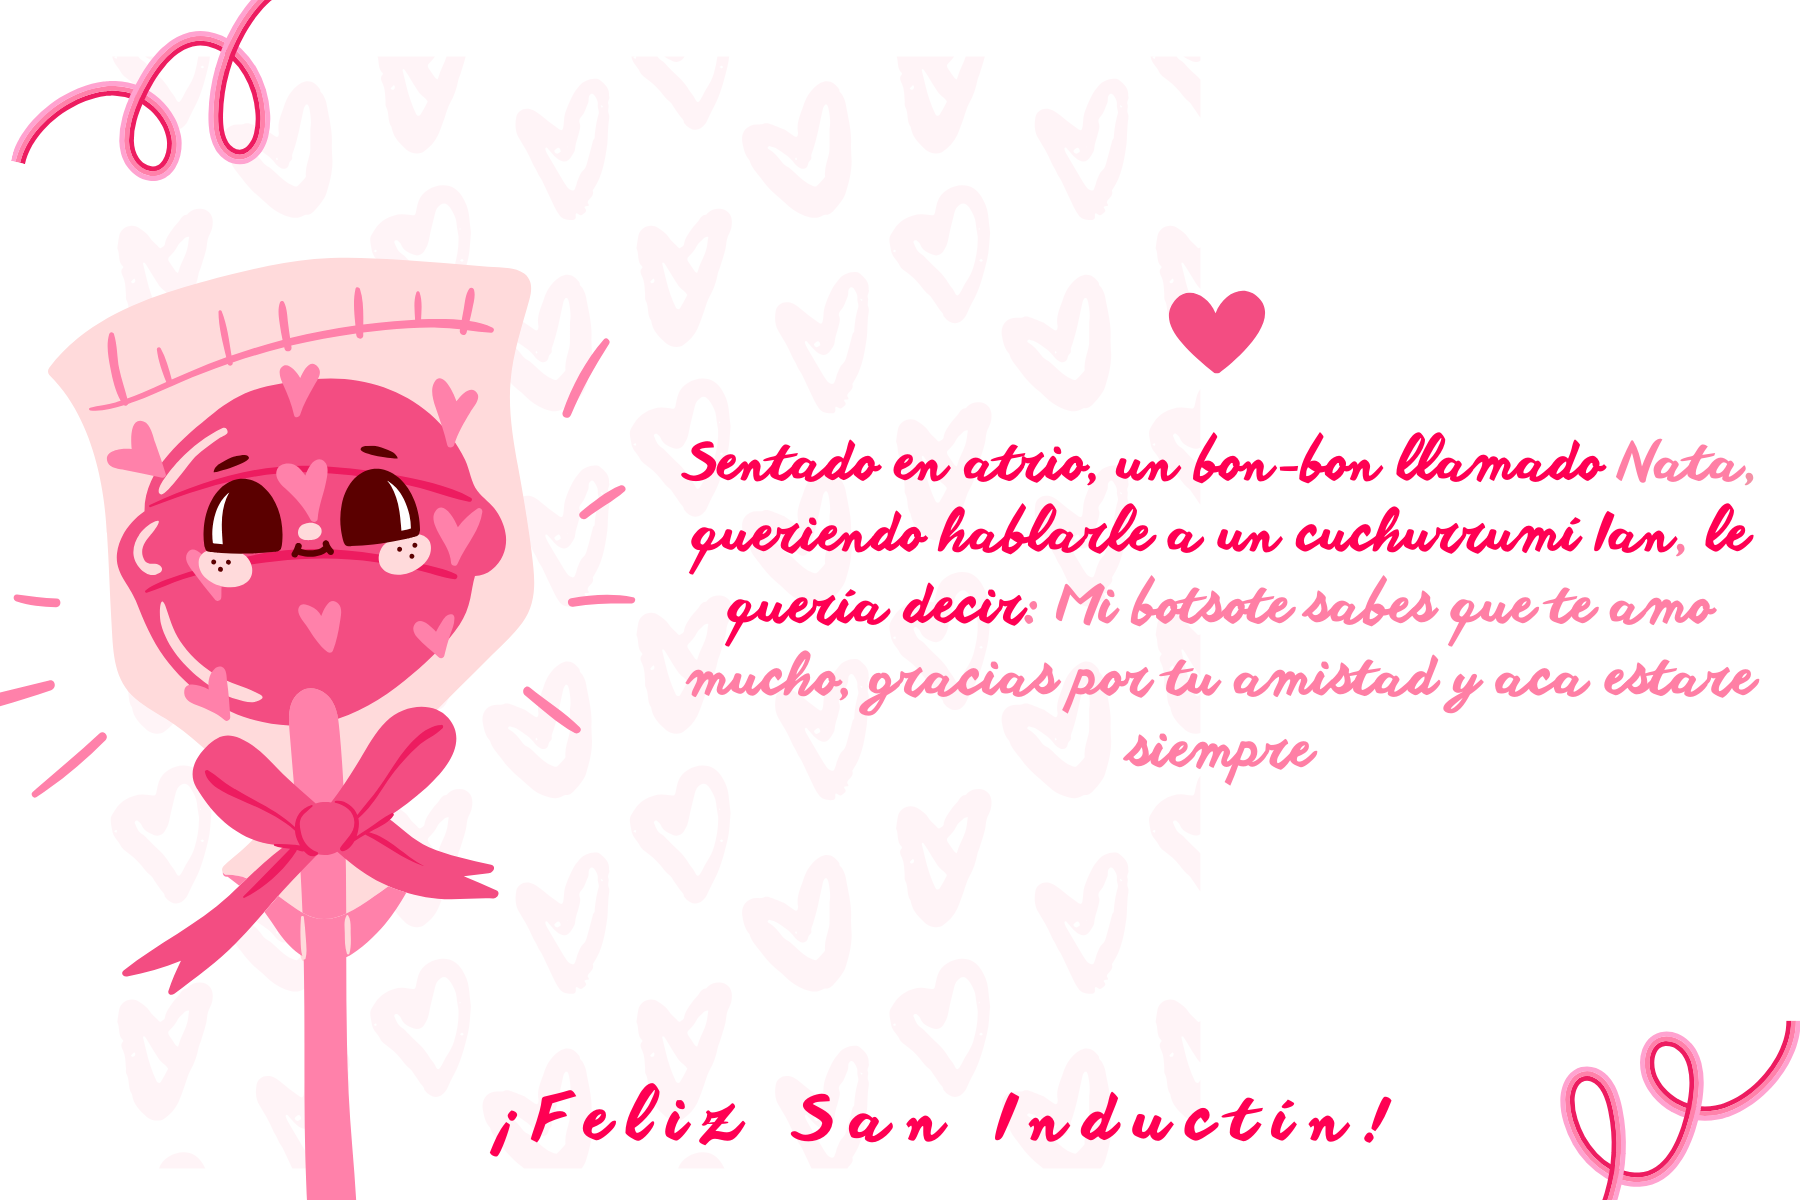 Sentado en atrio, un bon-bon llamado Nata,
queriendo hablarle a un cuchurrumí Ian, le
quería decir: Mi botsote sabes que te amo
mucho, gracias por tu amistad y aca estare
siempre
¡Feliz San Inductín!